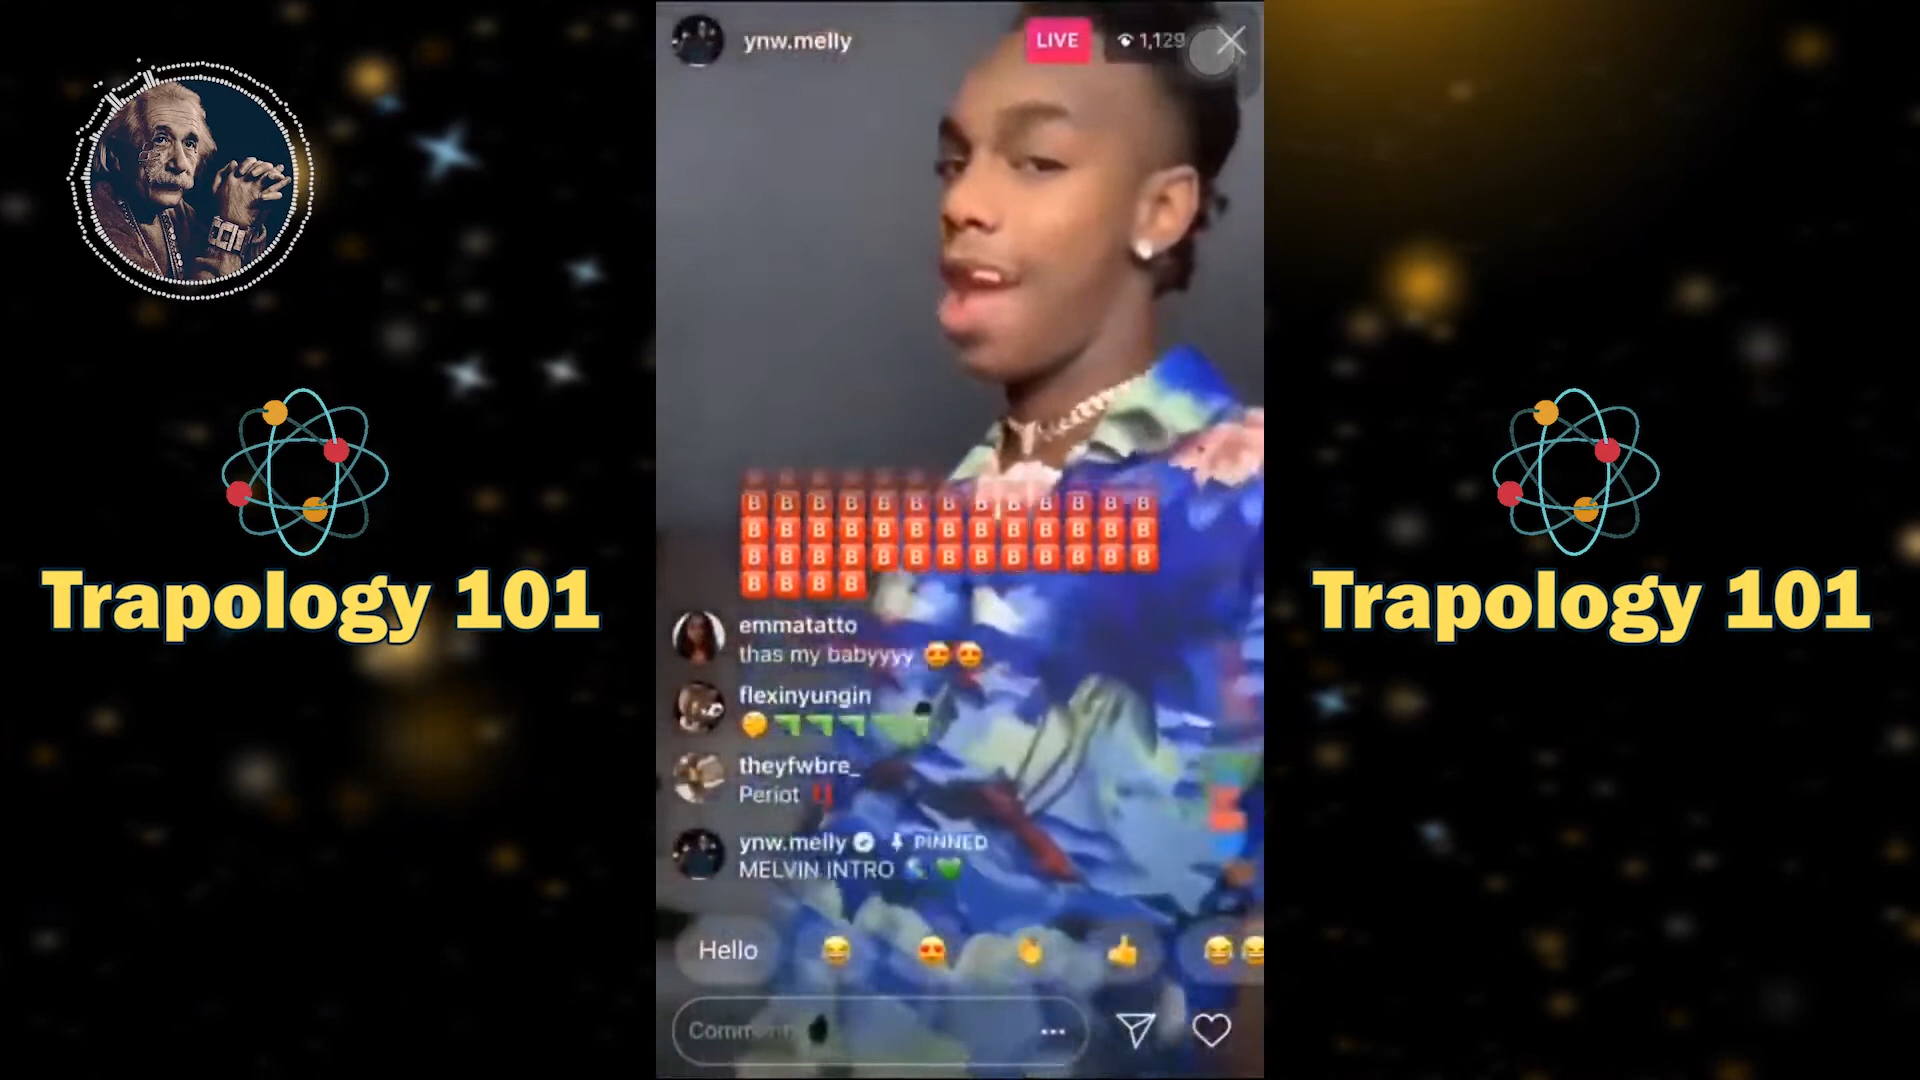 ynw.melly
LIVE
1,129
B B B B B B B B B B B B B
B B B B B B B B B B B B B
B B B B B B B B B B B B B
B B B B
emmatatto
thas my babyyyy 😍😍
flexinyungin
theyfwbre_
Periot ‼️
ynw.melly PINNED
MELVIN INTRO 🌎💚
Hello 😂 😍 👏 👍 😂😂
Trapology 101
Trapology 101